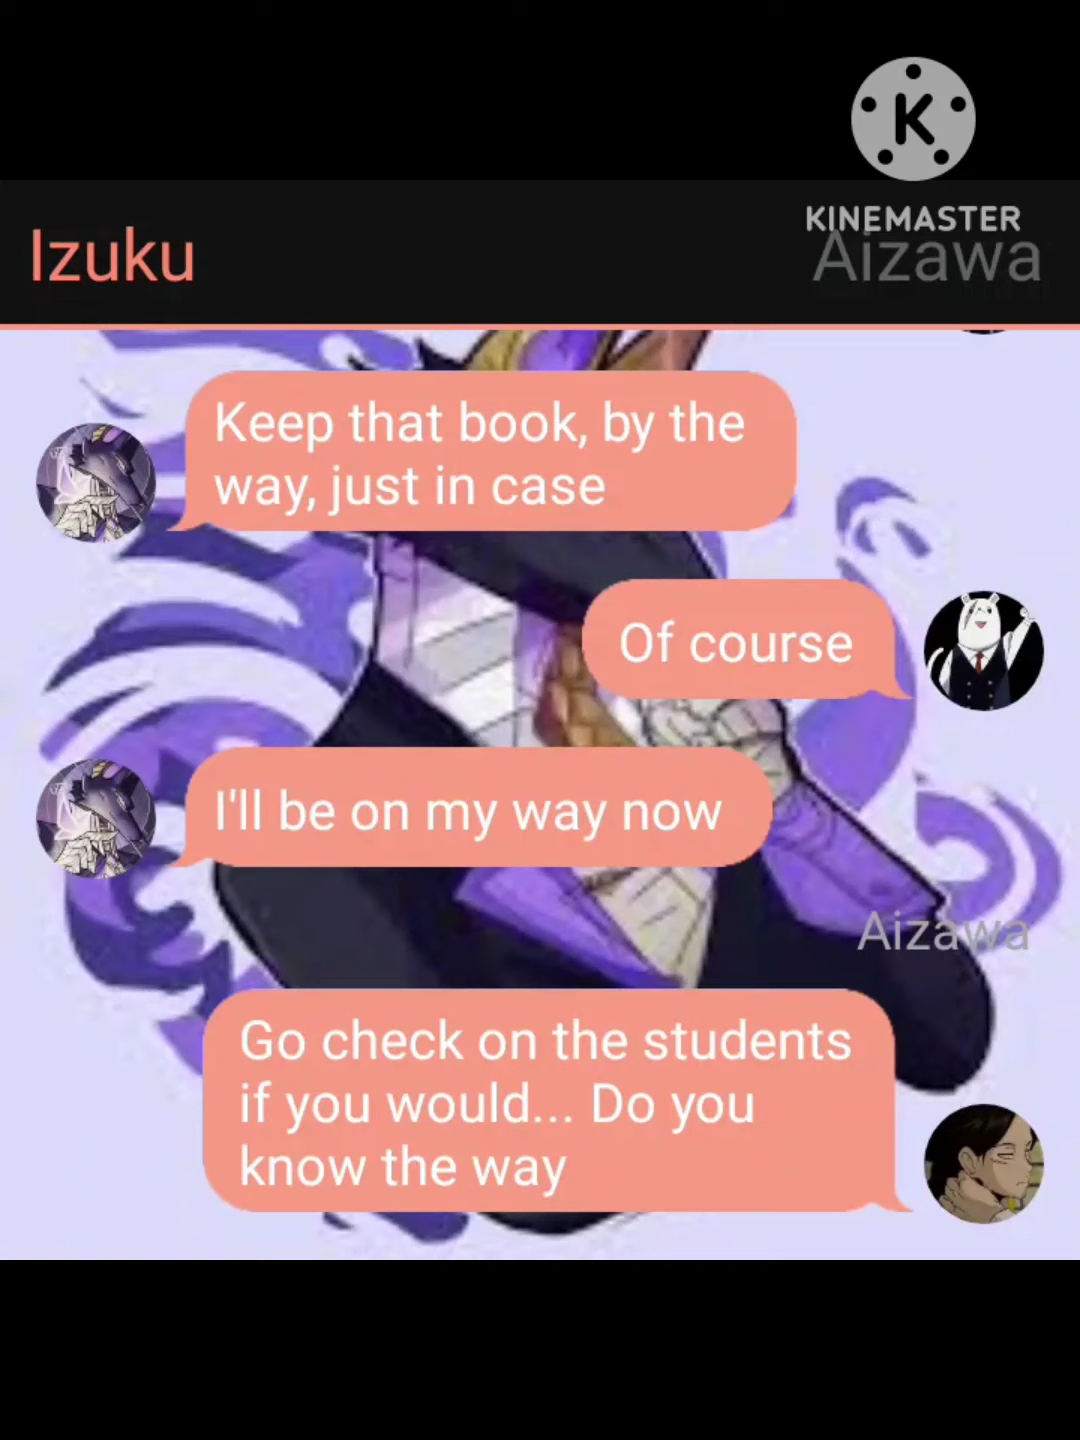 K
KINEMASTER
Izuku
Aizawa
Keep that book, by the
way, just in case
Of course
I'll be on my way now
Aizawa
Go check on the students
if you would... Do you
know the way